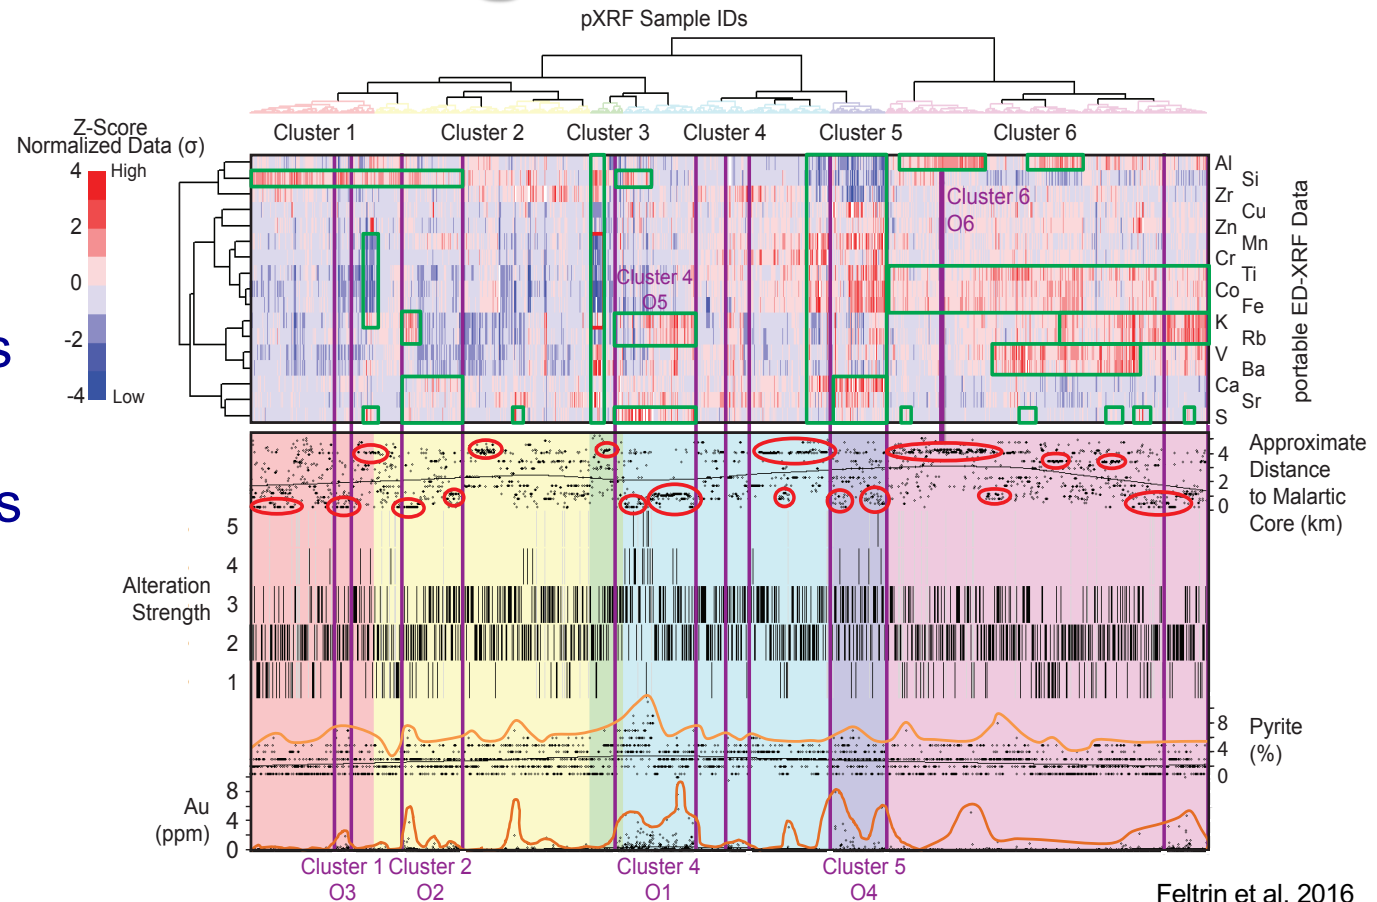 pXRF Sample IDs
Z-Score
Normalized Data (σ)
Cluster 1
Cluster 2
Cluster 3
Cluster 4
Cluster 5
Cluster 6
4
High
2
0
-2
-4
Low
s
s
Al
Si
Zr
Cu
Zn
Mn
Cr
Ti
Co
Fe
K
Rb
V
Ba
Ca
Sr
S
portable ED-XRF Data
Cluster 6
O6
Cluster 4
O5
4
2
0
Approximate
Distance
to Malartic
Core (km)
Alteration
Strength
5
4
3
2
1
8
4
0
Pyrite
(%)
Au
(ppm)
8
4
0
Cluster 1
O3
Cluster 2
O2
Cluster 4
O1
Cluster 5
O4
Feltrin et al. 2016